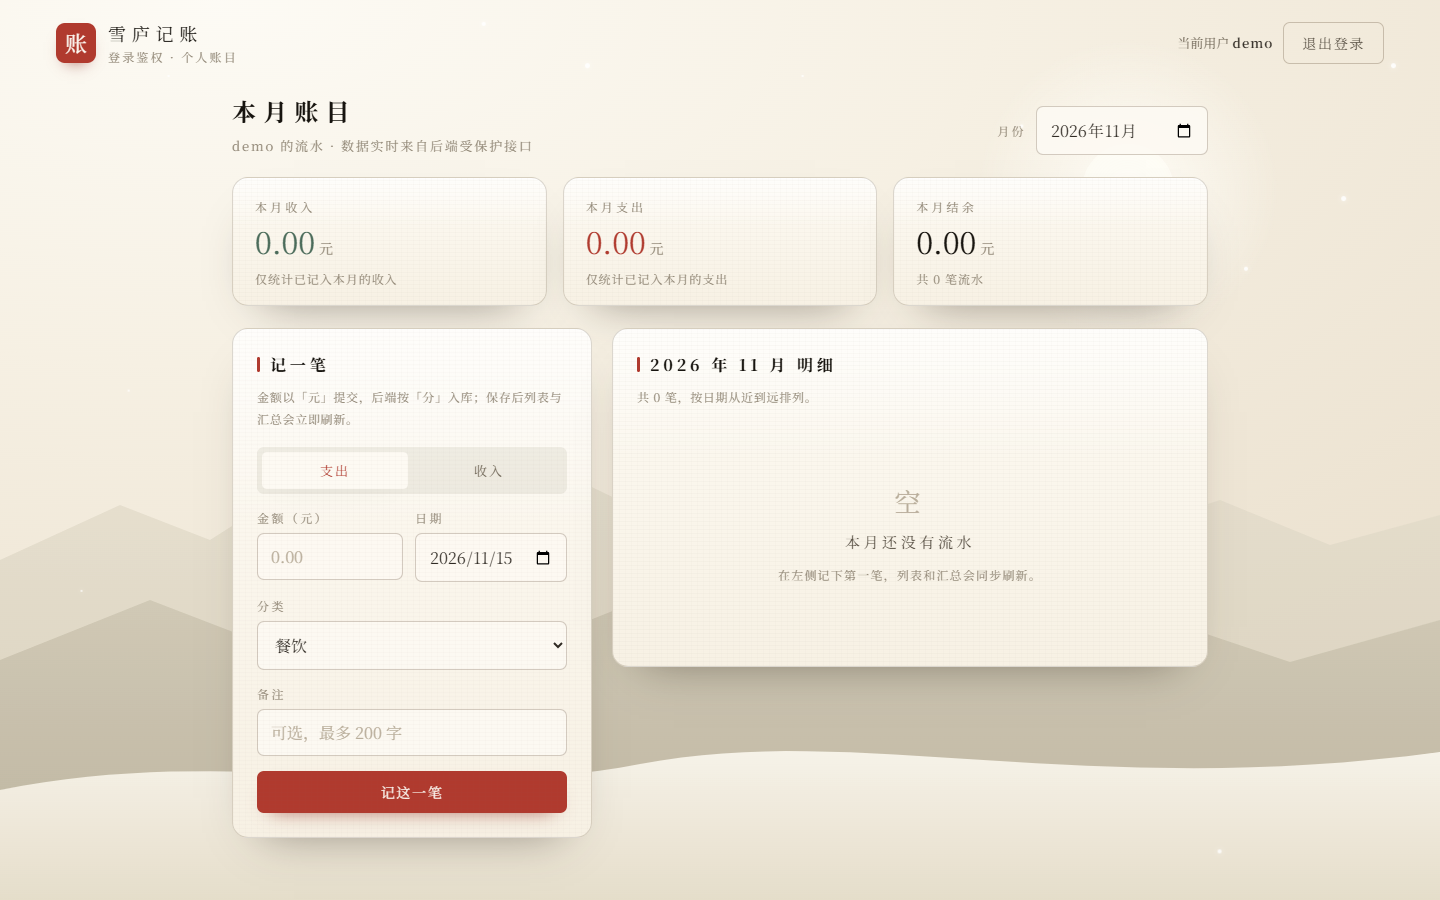 账
雪庐记账
登录鉴权 · 个人账目
当前用户 demo
退出登录
本月账目
demo 的流水 · 数据实时来自后端受保护接口
月份
2026年11月
本月收入
0.00 元
仅统计已记入本月的收入
本月支出
0.00 元
仅统计已记入本月的支出
本月结余
0.00 元
共 0 笔流水
记一笔
金额以「元」提交，后端按「分」入库；保存后列表与
汇总会立即刷新。
支出
收入
金额（元）
日期
0.00
2026/11/15
分类
餐饮
备注
可选，最多 200 字
记这一笔
2026 年 11 月 明细
共 0 笔，按日期从近到远排列。
空
本月还没有流水
在左侧记下第一笔，列表和汇总会同步刷新。